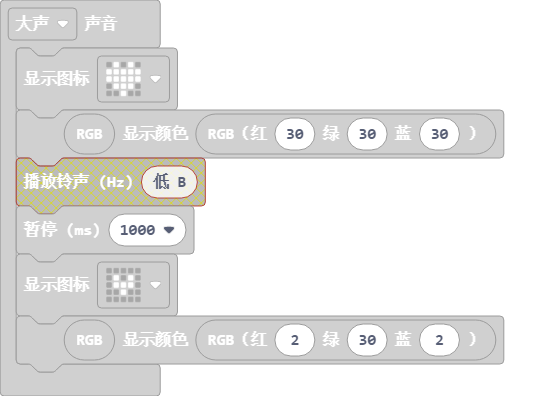 大声 声音
显示图标
RGB 显示颜色 RGB（红 30 绿 30 蓝 30 ）
播放铃声（Hz） 低 B
暂停（ms） 1000
显示图标
RGB 显示颜色 RGB（红 2 绿 30 蓝 2 ）